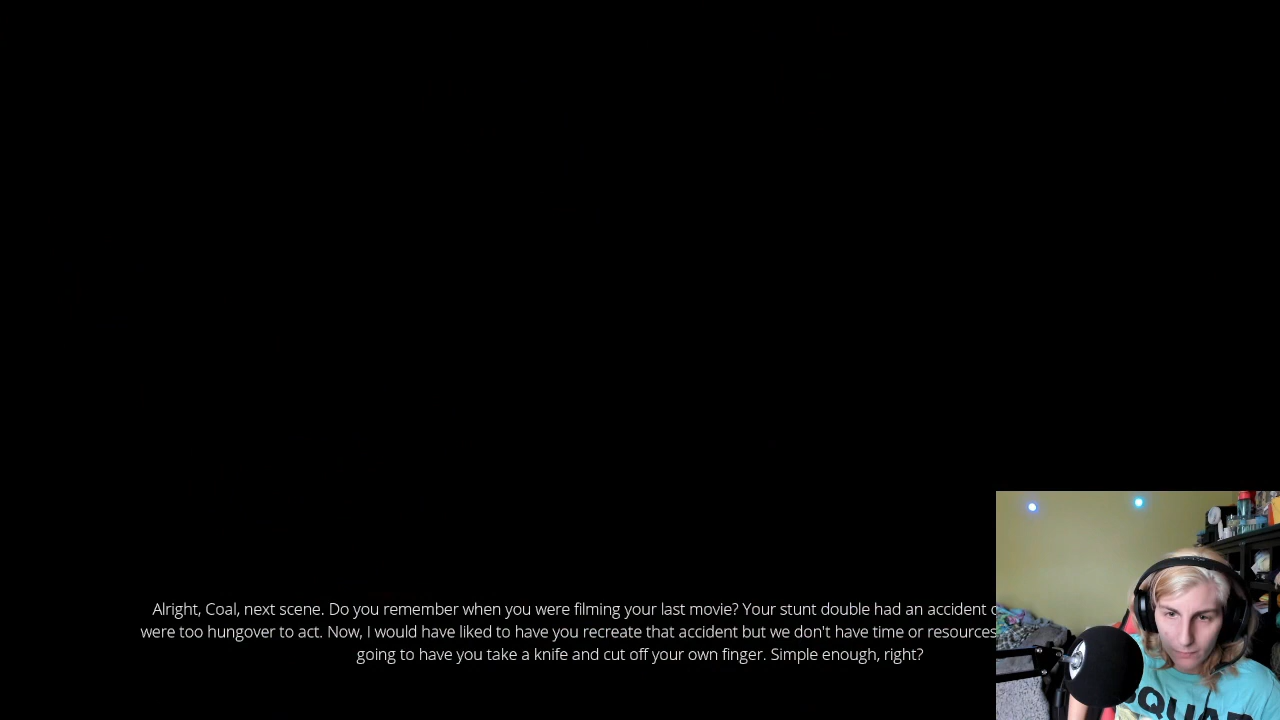 Alright, Coal, next scene. Do you remember when you were filming your last movie? Your stunt double had an accident
were too hungover to act. Now, I would have liked to have you recreate that accident but we don't have time or resources
going to have you take a knife and cut off your own finger. Simple enough, right?
SQUAR